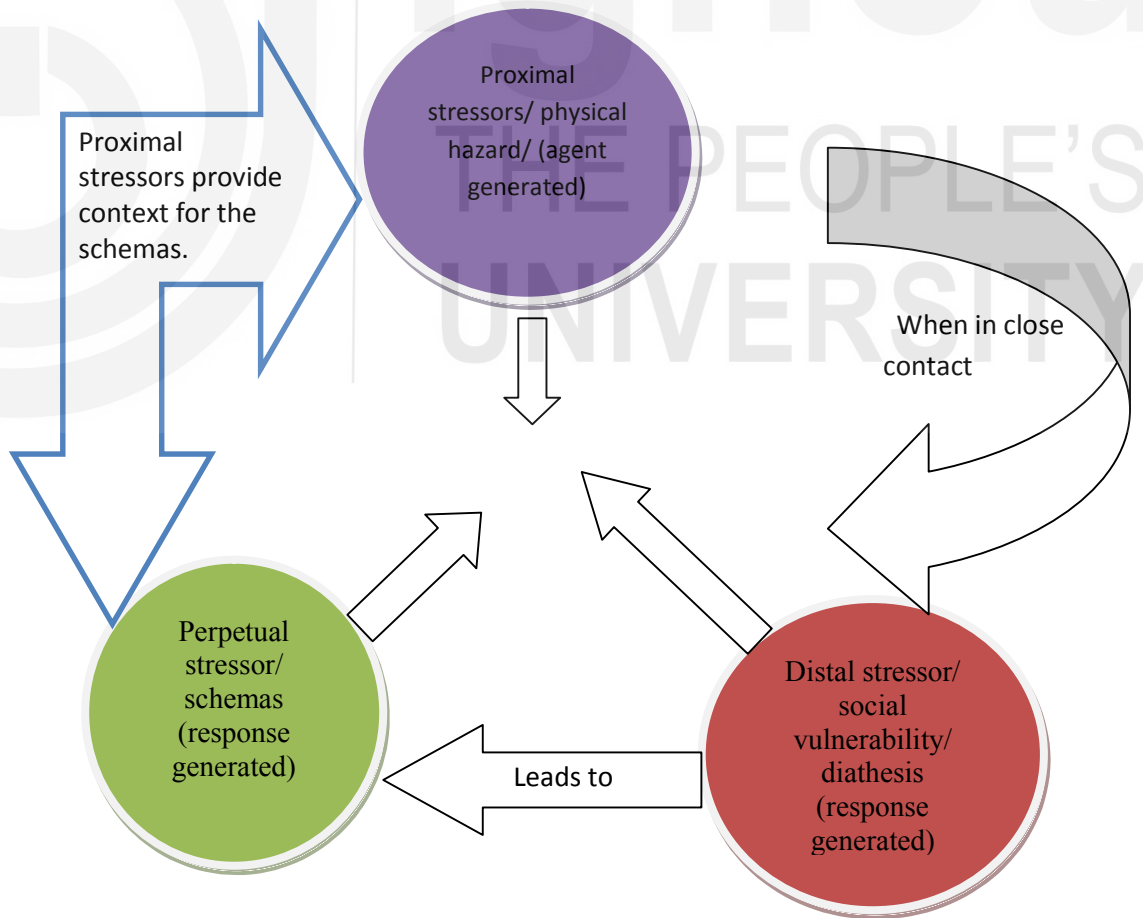 ignou
THE PEOPLE'S
UNIVERSITY
Proximal
stressors/ physical
hazard/ (agent
generated)
Proximal
stressors provide
context for the
schemas.
When in close
contact
Perpetual
stressor/
schemas
(response
generated)
Distal stressor/
social
vulnerability/
diathesis
(response
generated)
Leads to